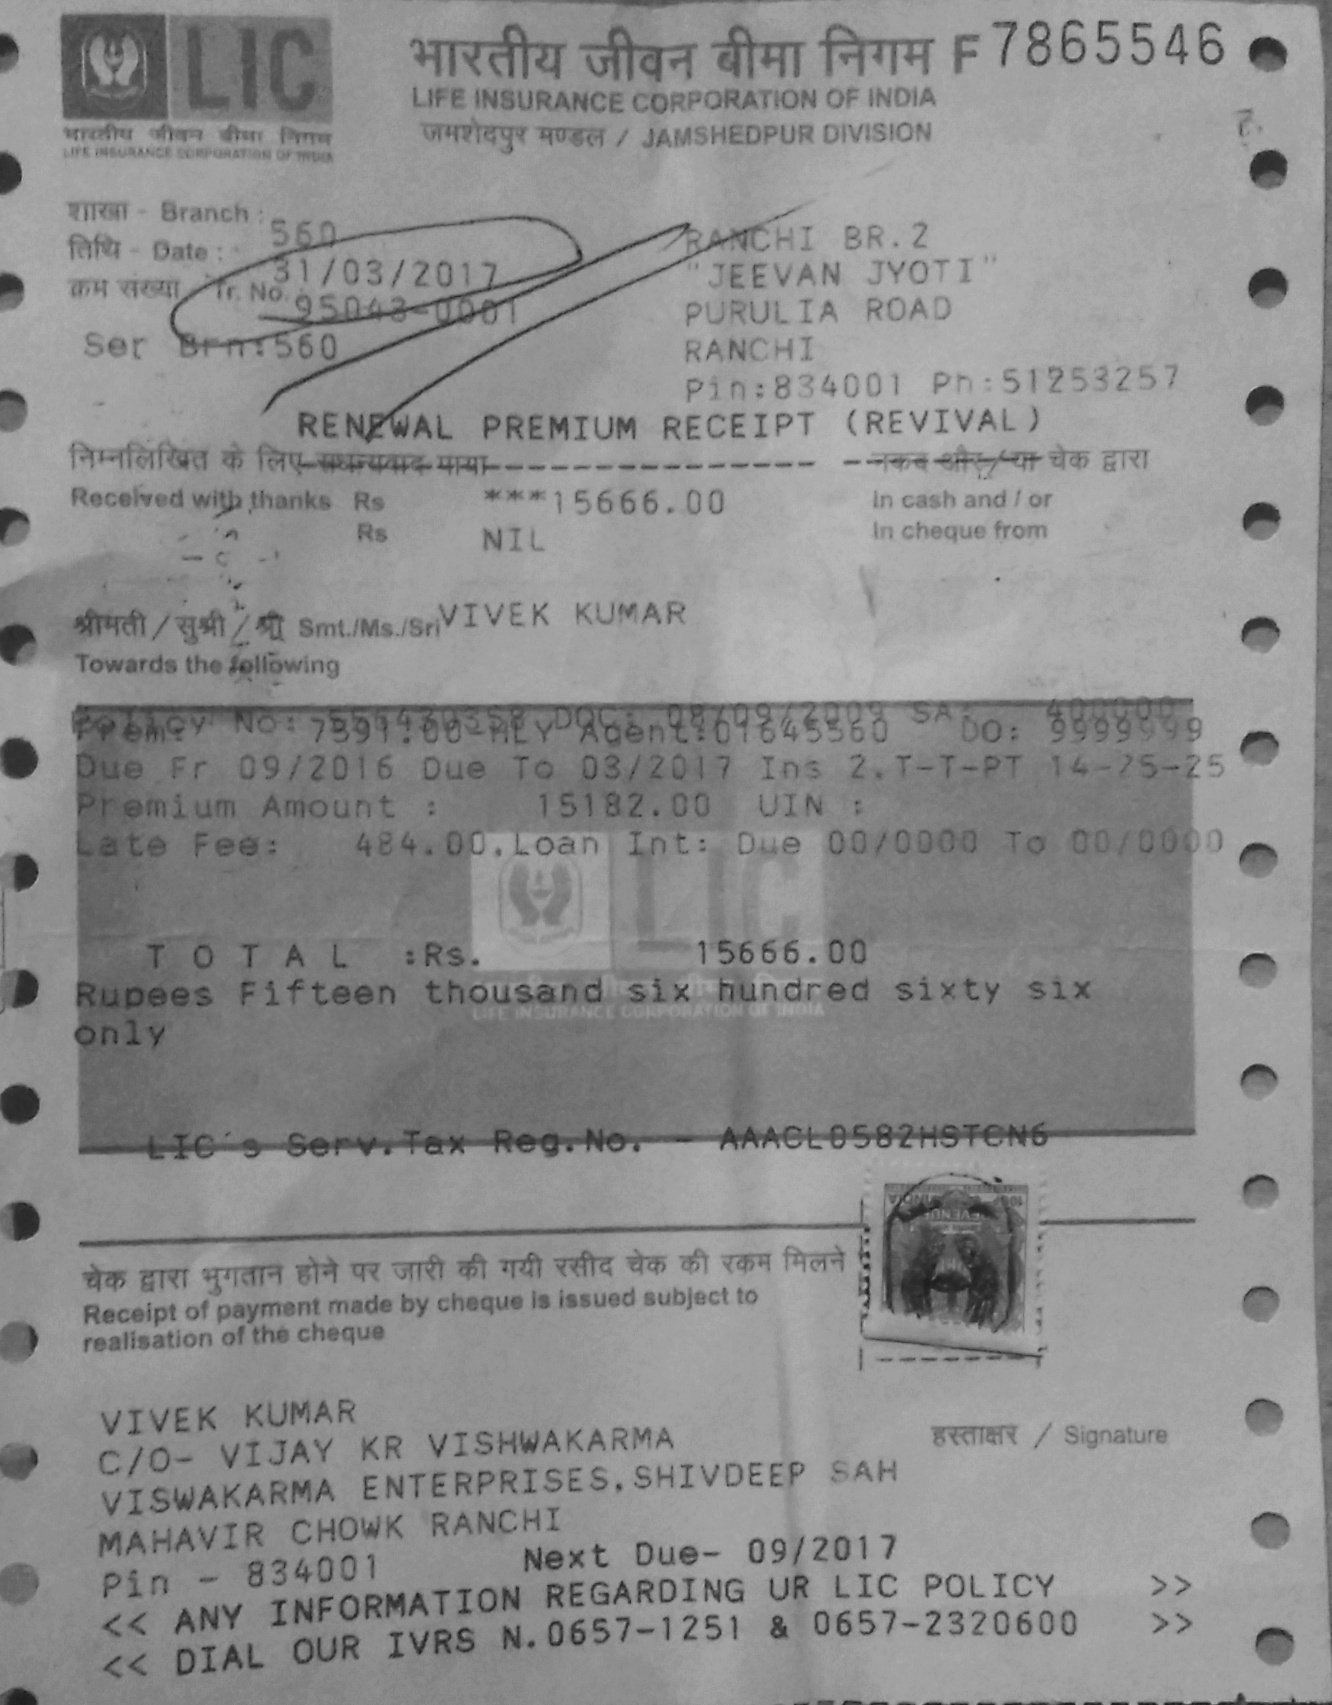 LIC
भारतीय जीवन बीमा निगम
LIFE INSURANCE CORPORATION OF INDIA
भारतीय जीवन बीमा निगम F 7865546
LIFE INSURANCE CORPORATION OF INDIA
जमशेदपुर मण्डल / JAMSHEDPUR DIVISION
शाखा - Branch : 560
तिथि - Date : 31/03/2017
क्रम संख्या - Tr. No. 95043-0001
Ser Brn:560
RANCHI BR.2
"JEEVAN JYOTI"
PURULIA ROAD
RANCHI
Pin:834001 Ph:51253257
RENEWAL PREMIUM RECEIPT (REVIVAL)
निम्नलिखित के लिए सधन्यवाद पाया नकद और/या चेक द्वारा
Received with thanks Rs ***15666.00 In cash and / or
Rs NIL In cheque from
श्रीमती / सुश्री / श्री Smt./Ms./Sri VIVEK KUMAR
Towards the following
Policy No: DOC: 08/09/2009 SA: 400000
Prem: 7591.00 HLY Agent:01645560 DO: 9999999
Due Fr 09/2016 Due To 03/2017 Ins 2.T-T-PT 14-25-25
Premium Amount : 15182.00 UIN :
Late Fee: 484.00.Loan Int: Due 00/0000 To 00/0000
LIC
T O T A L :Rs. 15666.00
Rupees Fifteen thousand six hundred sixty six
LIFE INSURANCE CORPORATION OF INDIA
only
LIC's Serv.Tax Reg.No. - AAACL0582HSTCN6
चेक द्वारा भुगतान होने पर जारी की गयी रसीद चेक की रकम मिलने
Receipt of payment made by cheque is issued subject to
realisation of the cheque
हस्ताक्षर / Signature
VIVEK KUMAR
C/O- VIJAY KR VISHWAKARMA
VISWAKARMA ENTERPRISES,SHIVDEEP SAH
MAHAVIR CHOWK RANCHI
Pin - 834001 Next Due- 09/2017
<< ANY INFORMATION REGARDING UR LIC POLICY >>
<< DIAL OUR IVRS N.0657-1251 & 0657-2320600 >>